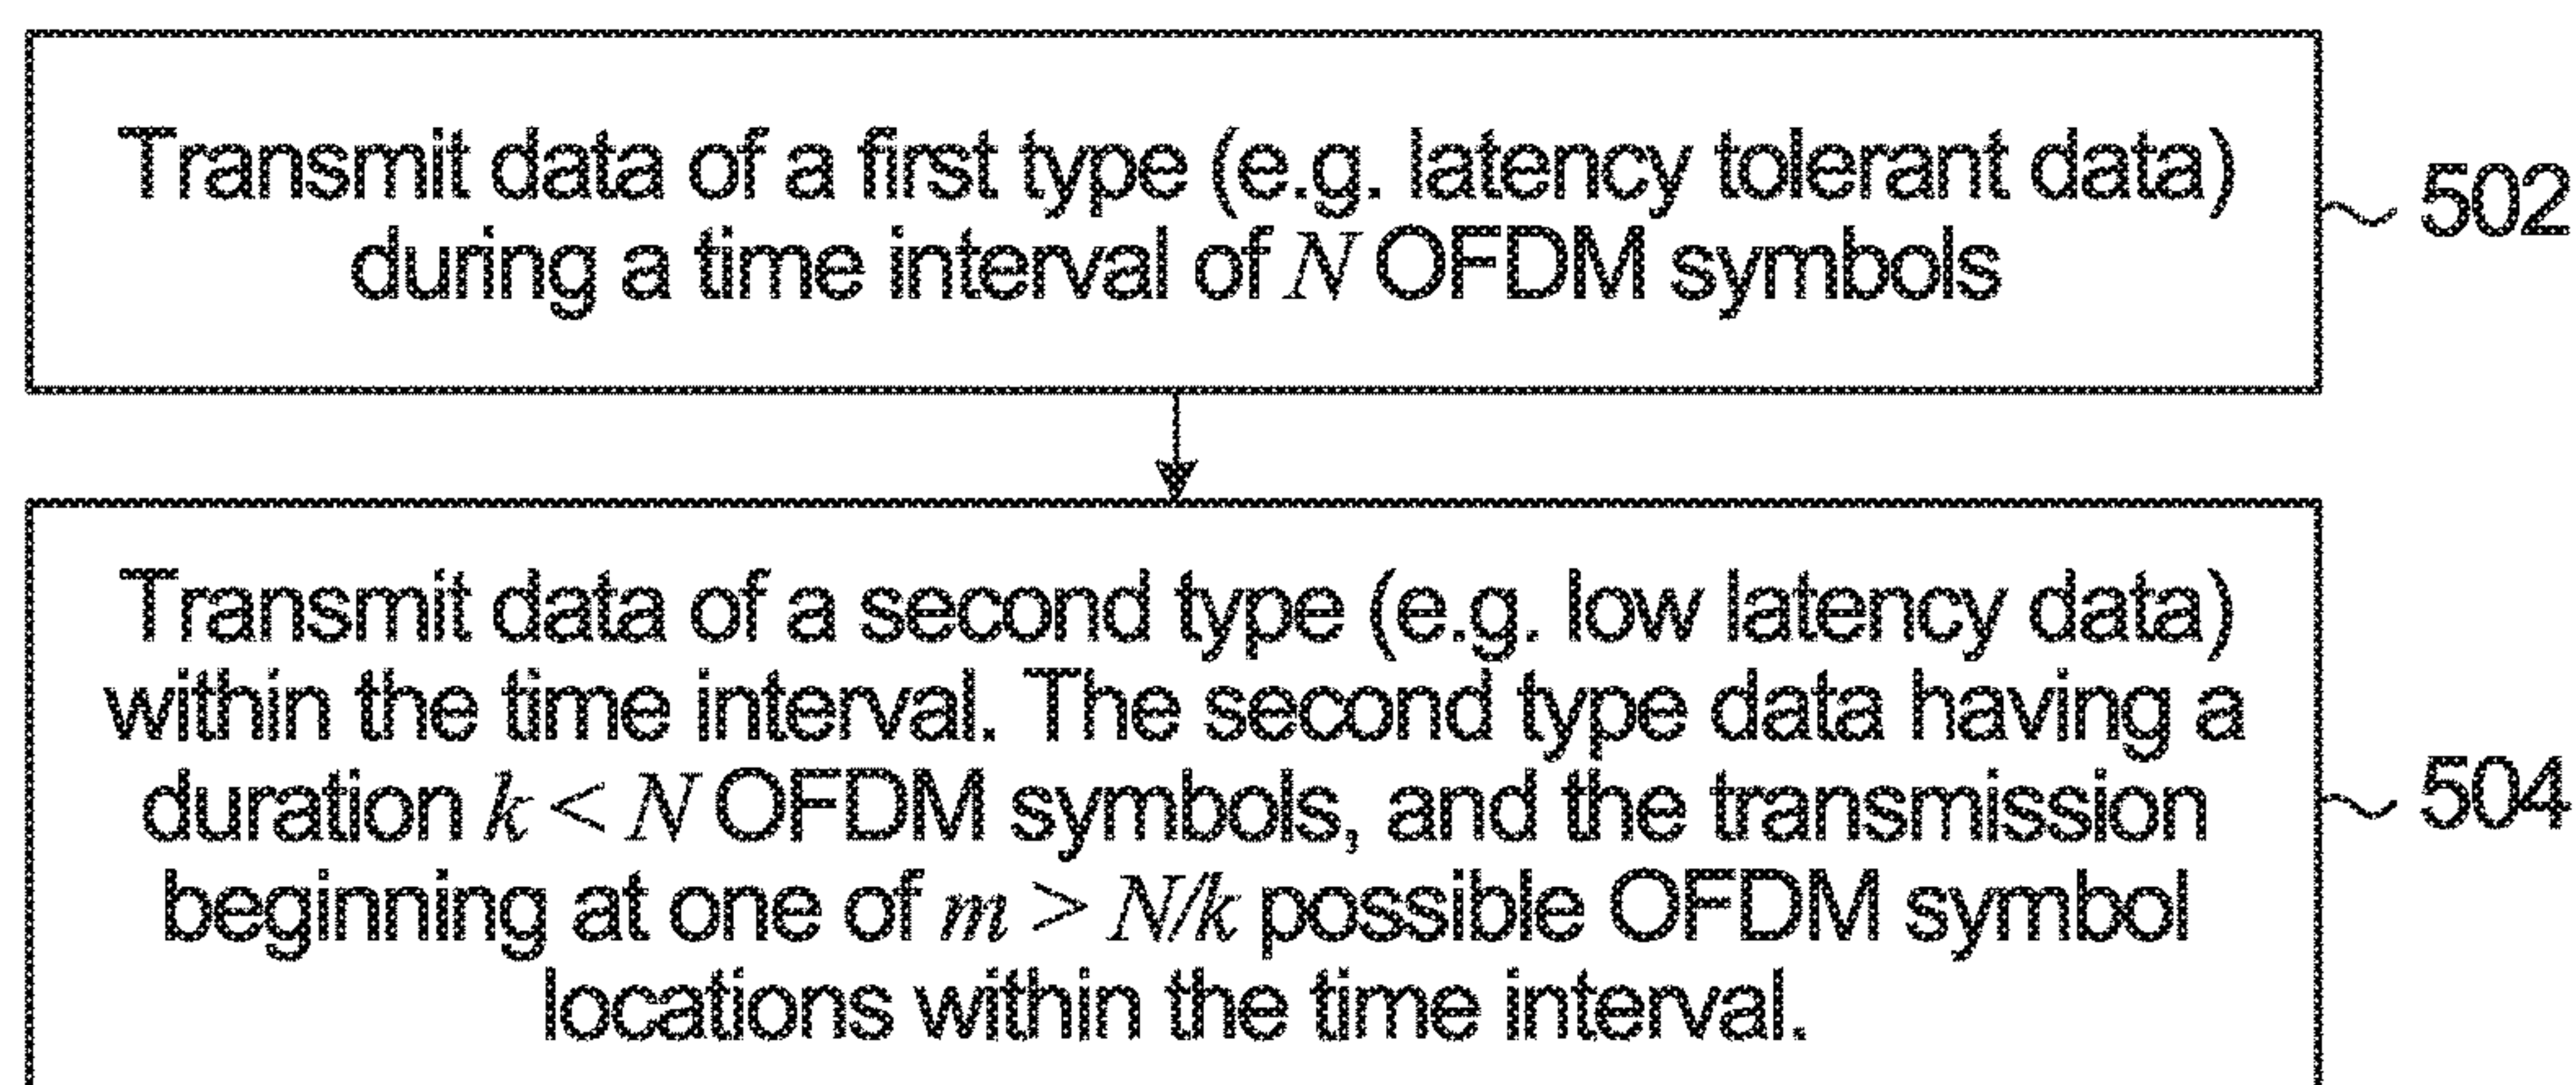 Transmit data of a first type (e.g. latency tolerant data)
during a time interval of N OFDM symbols
502
Transmit data of a second type (e.g. low latency data)
within the time interval. The second type data having a
duration k < N OFDM symbols, and the transmission
beginning at one of m > N/k possible OFDM symbol
locations within the time interval.
504